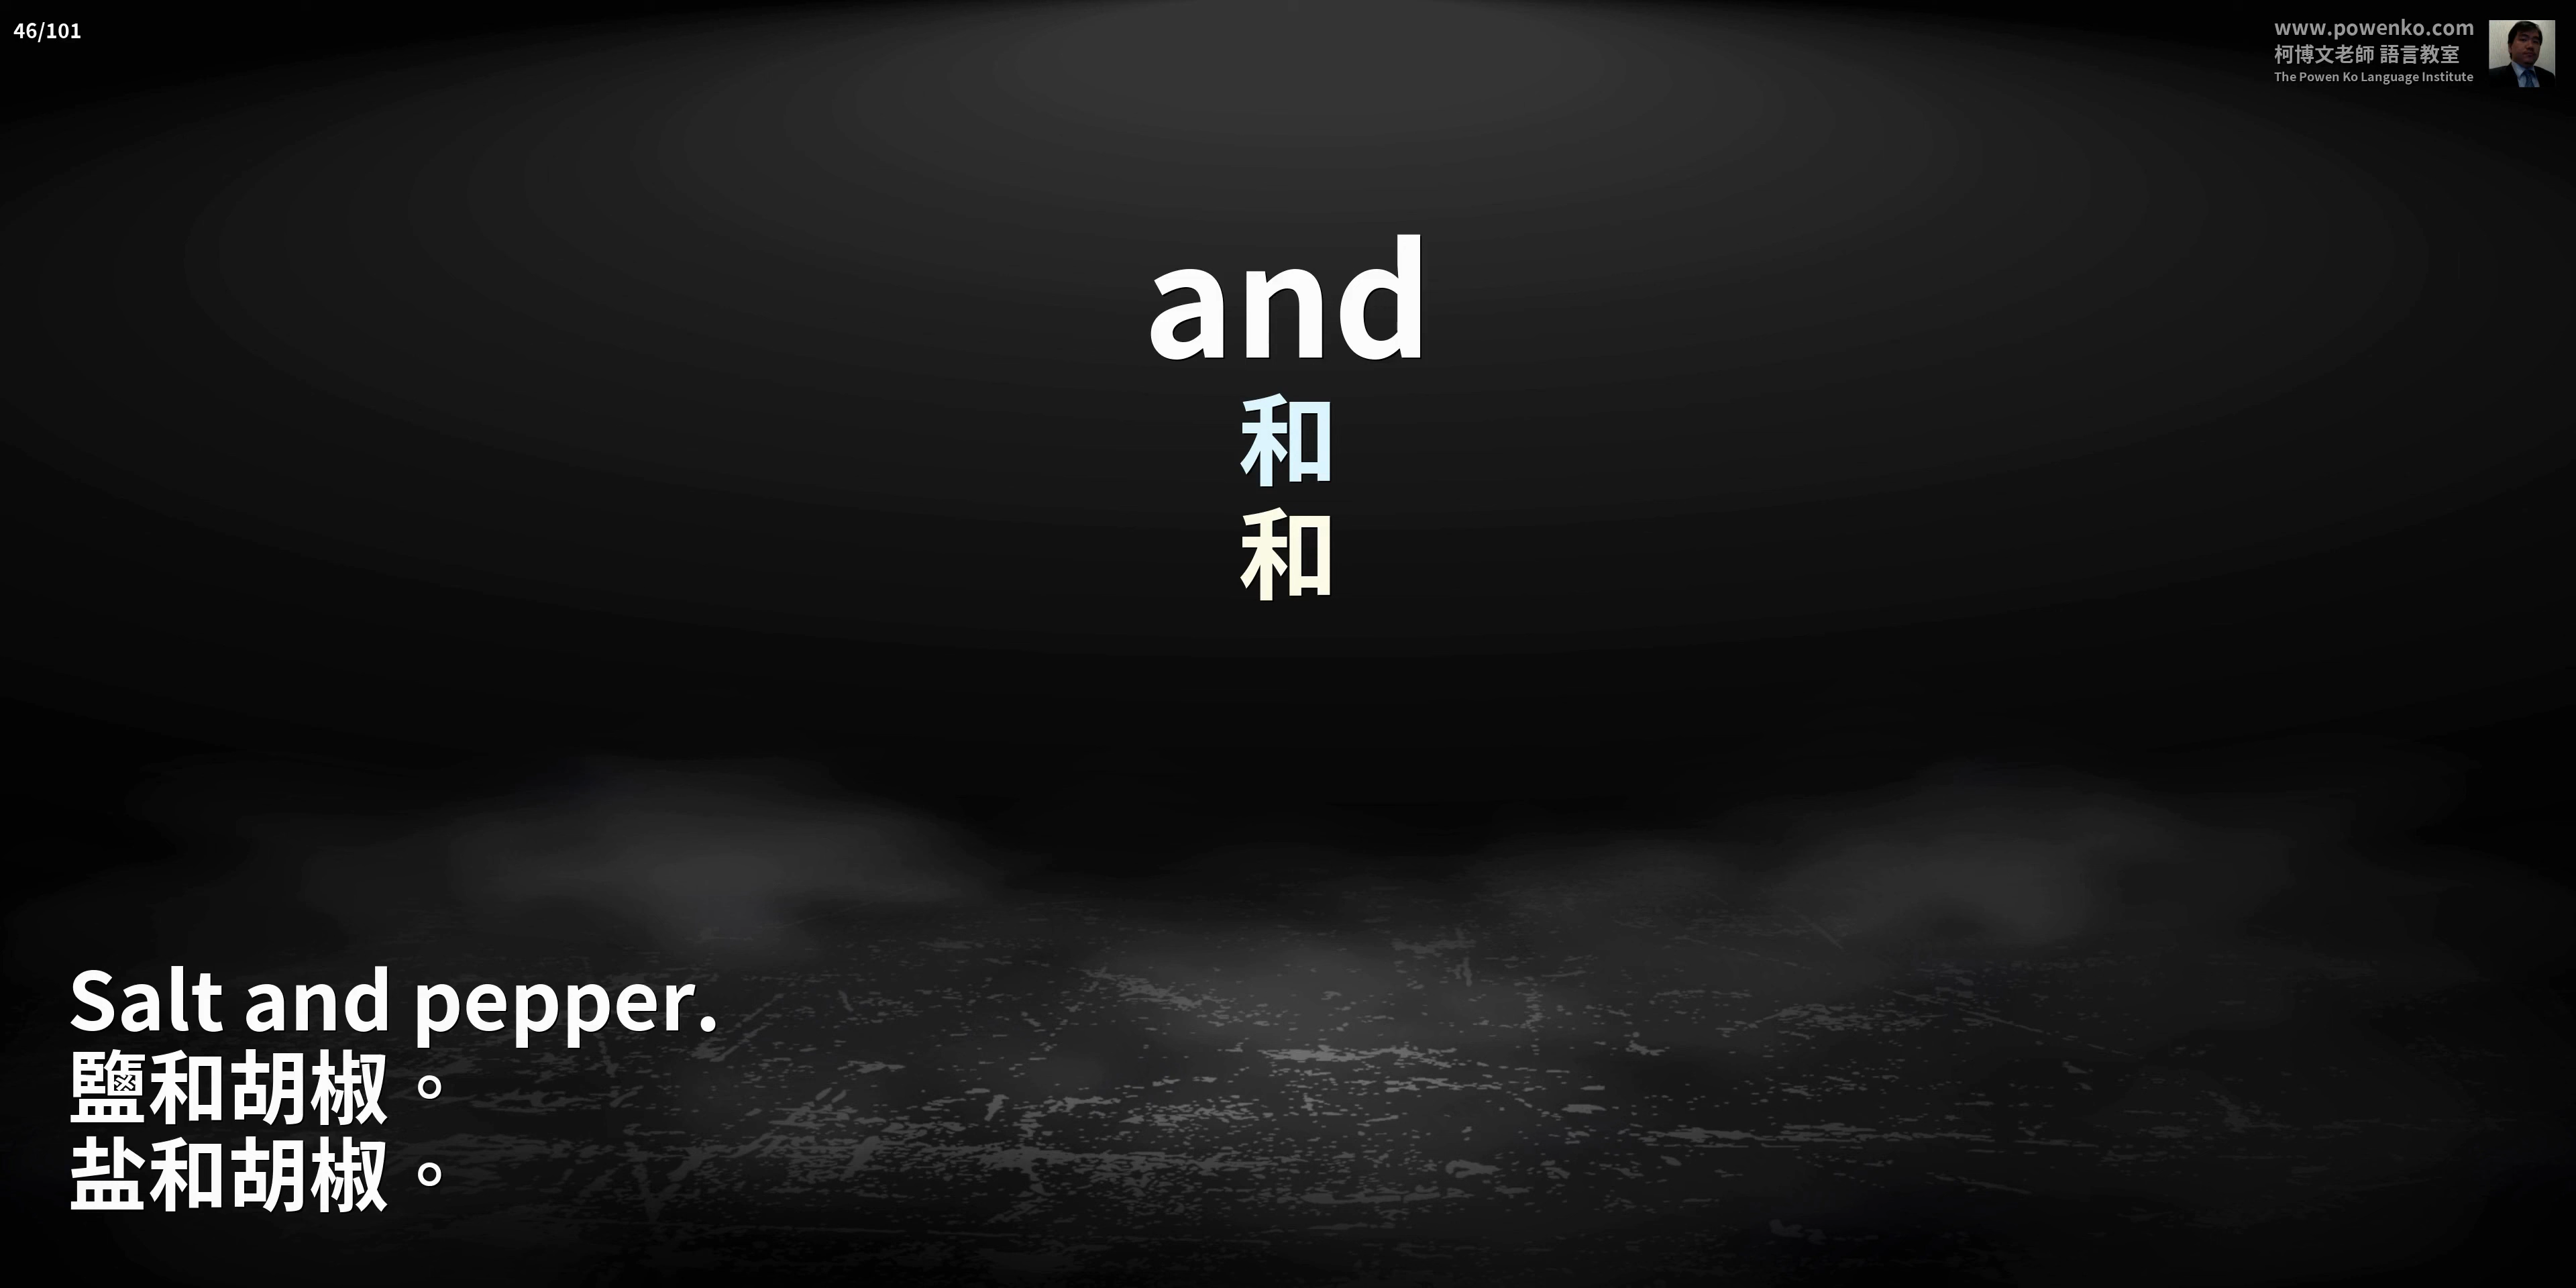 46/101
www.powenko.com
柯博文老師 語言教室
The Powen Ko Language Institute
and
和
和
Salt and pepper.
鹽和胡椒。
盐和胡椒。